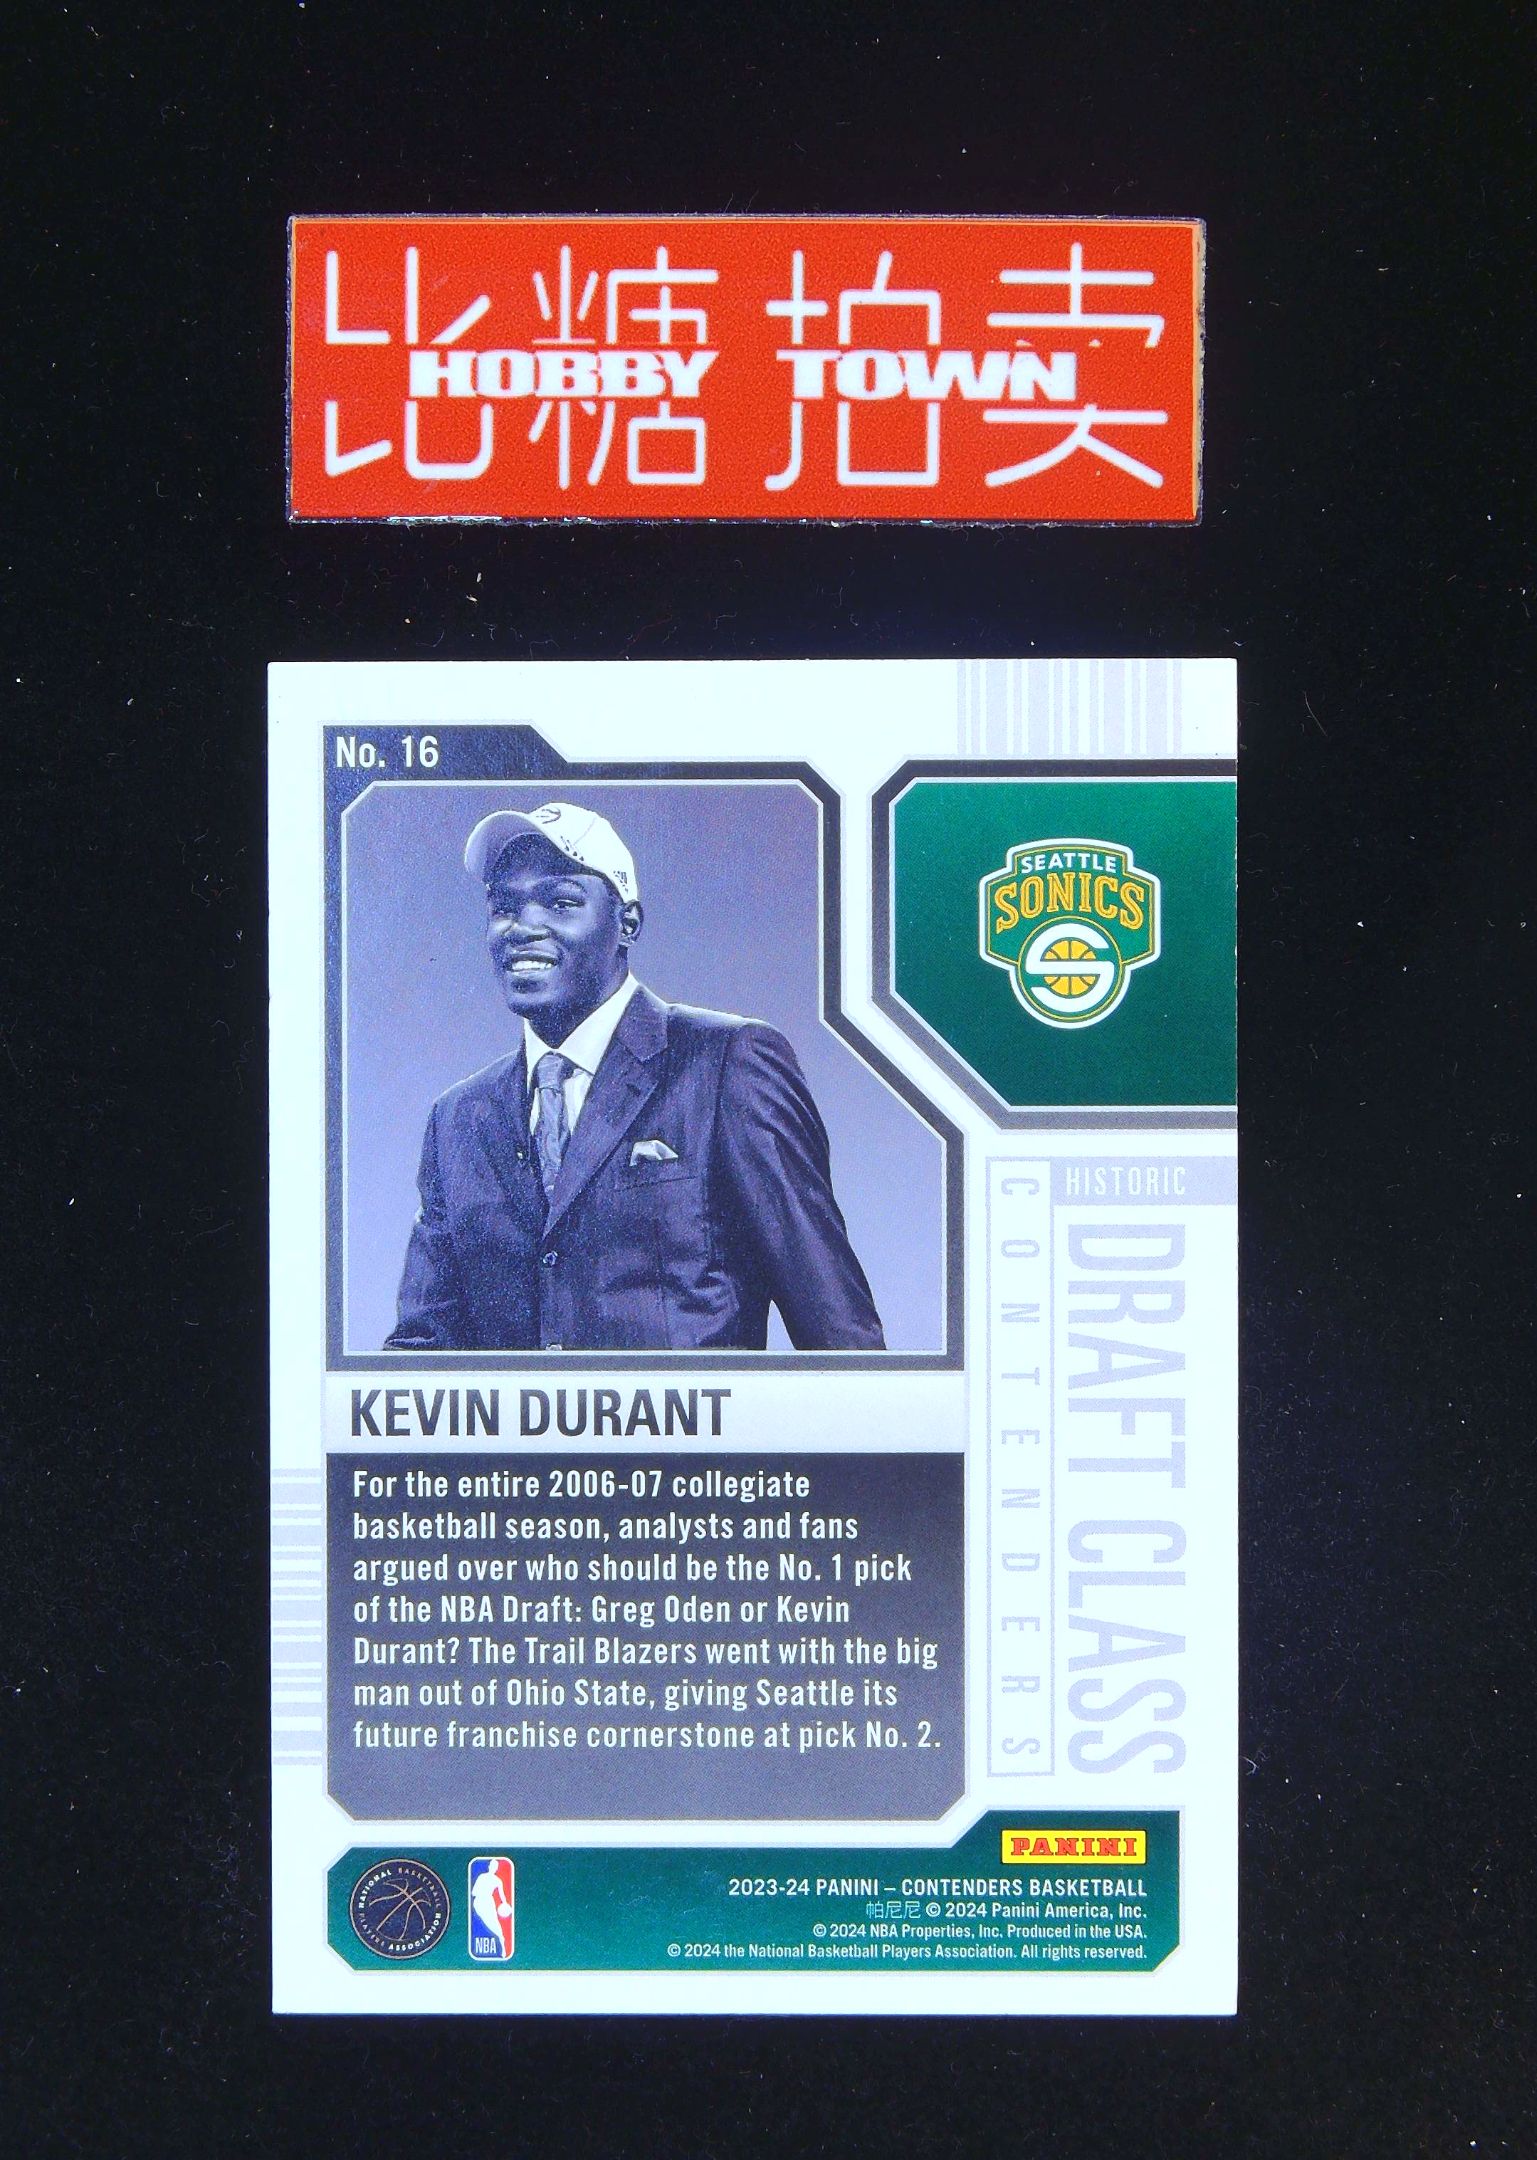 比糖拍卖
HOBBY TOWN
No. 16
SEATTLE
SONICS
S
HISTORIC
DRAFT CLASS
CONTENDERS
KEVIN DURANT
For the entire 2006-07 collegiate
basketball season, analysts and fans
argued over who should be the No. 1 pick
of the NBA Draft: Greg Oden or Kevin
Durant? The Trail Blazers went with the big
man out of Ohio State, giving Seattle its
future franchise cornerstone at pick No. 2.
PANINI
NATIONAL BASKETBALL
PLAYERS ASSOCIATION
NBA
2023-24 PANINI – CONTENDERS BASKETBALL
帕尼尼 © 2024 Panini America, Inc.
© 2024 NBA Properties, Inc. Produced in the USA.
© 2024 the National Basketball Players Association. All rights reserved.